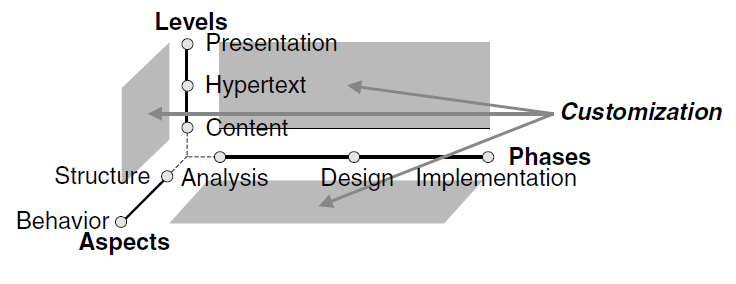 Levels
Presentation
Hypertext
Customization
Content
Phases
Structure
Analysis
Design
Implementation
Behavior
Aspects